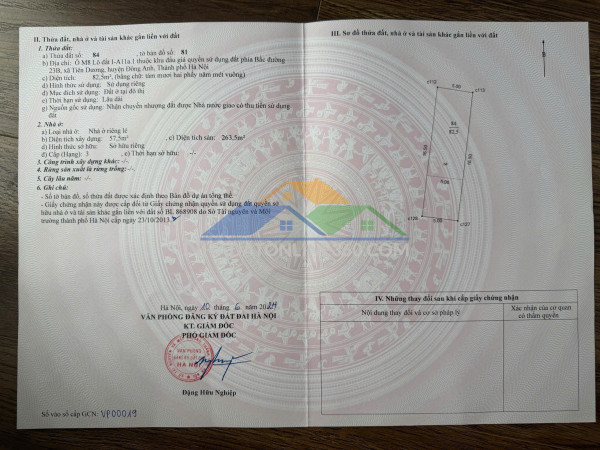 II. Thửa đất, nhà ở và tài sản khác gắn liền với đất
1. Thửa đất:
a) Thửa đất số: 84 tờ bản đồ số: 81
b) Địa chỉ: Ô M8 Lô đất I-A11a.1 thuộc khu đấu giá quyền sử dụng đất phía Bắc đường
23B, xã Tiên Dương, huyện Đông Anh, Thành phố Hà Nội
c) Diện tích: 82,5m² (bằng chữ: tám mươi hai phẩy năm mét vuông)
d) Hình thức sử dụng: Sử dụng riêng
đ) Mục đích sử dụng: Đất ở tại đô thị
e) Thời hạn sử dụng: Lâu dài
g) Nguồn gốc sử dụng: Nhận chuyển nhượng đất được Nhà nước giao có thu tiền sử dụng
đất
2. Nhà ở:
a) Loại nhà ở: Nhà ở riêng lẻ
b) Diện tích xây dựng: 57,5m² c) Diện tích sàn: 263,5m²
d) Hình thức sở hữu: Sở hữu riêng
đ) Cấp (Hạng): 3 e) Thời hạn sở hữu: -/-
3. Công trình xây dựng khác: -/-
4. Rừng sản xuất là rừng trồng: -/-
5. Cây lâu năm: -/-
6. Ghi chú:
- Số tờ bản đồ, số thửa đất được xác định theo Bản đồ dự án tổng thể.
- Giấy chứng nhận này được cấp đổi từ Giấy chứng nhận quyền sử dụng đất quyền sở
hữu nhà ở và tài sản khác gắn liền với đất số BL 868908 do Sở Tài nguyên và Môi
trường thành phố Hà Nội cấp ngày 23/10/2013.
Hà Nội, ngày 10 tháng 6 năm 2024
VĂN PHÒNG ĐĂNG KÝ ĐẤT ĐAI HÀ NỘI
KT. GIÁM ĐỐC
PHÓ GIÁM ĐỐC
VĂN PHÒNG
HÀ NỘI
Đặng Hữu Nghiệp
Số vào sổ cấp GCN: VP00019
III. Sơ đồ thửa đất, nhà ở và tài sản khác gắn liền với đất
5.00
84
82,5
5.00
IV. Những thay đổi sau khi cấp giấy chứng nhận
Nội dung thay đổi và cơ sở pháp lý
Xác nhận của cơ quan
có thẩm quyền